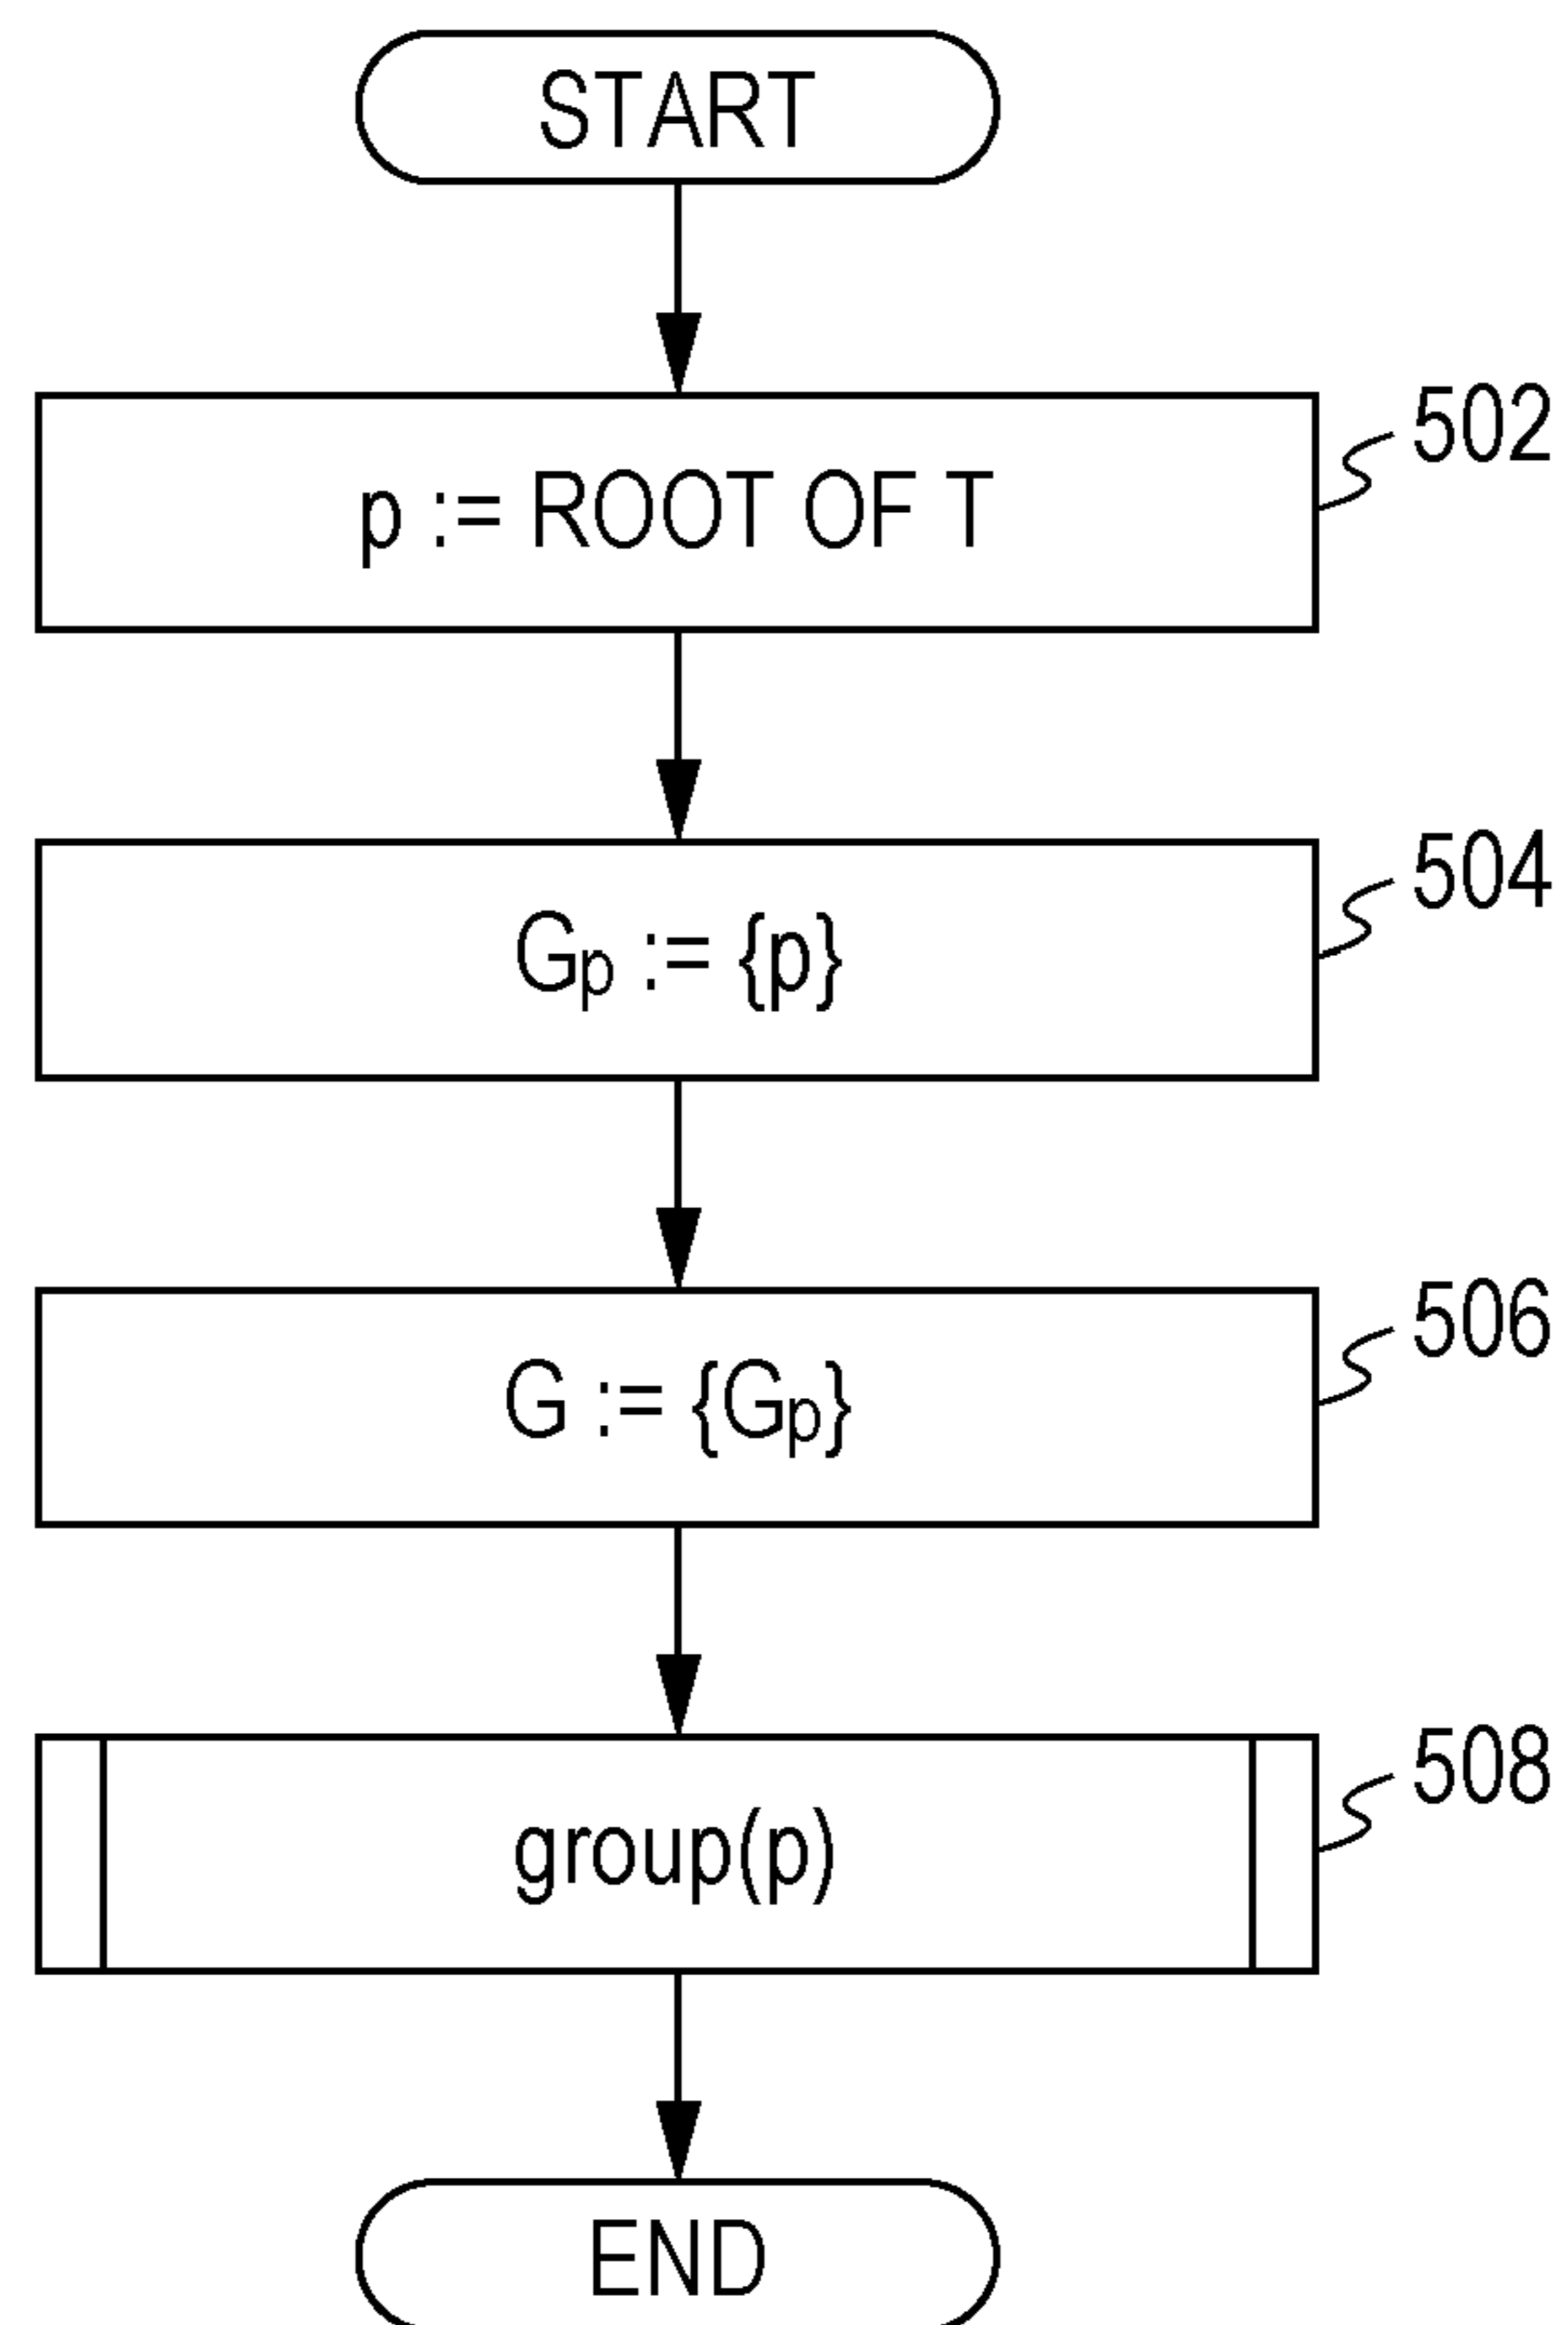 START
p := ROOT OF T
502
Gp := {p}
504
G := {Gp}
506
group(p)
508
END